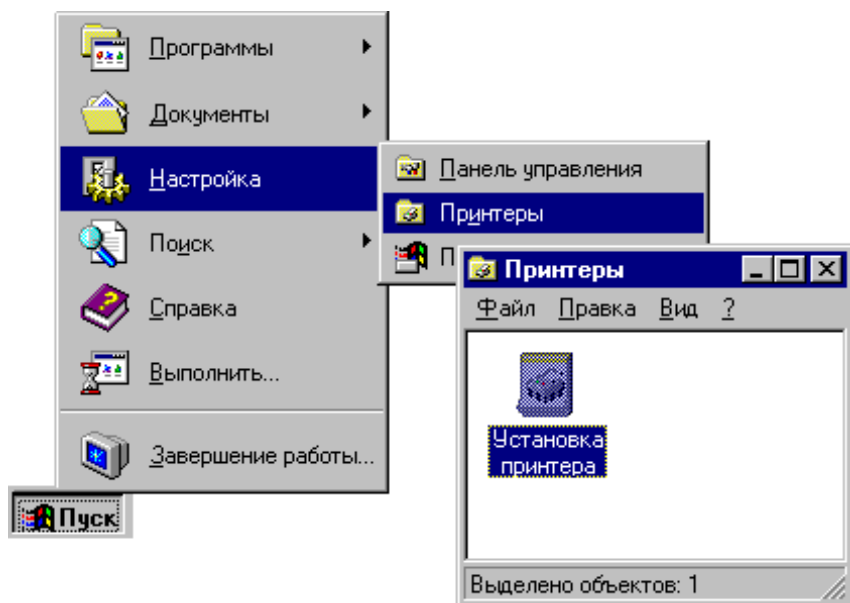 Программы
Документы
Настройка
Поиск
Справка
Выполнить...
Завершение работы...
Пуск
Панель управления
Принтеры
Принтеры
Файл Правка Вид ?
Установка
принтера
Выделено объектов: 1